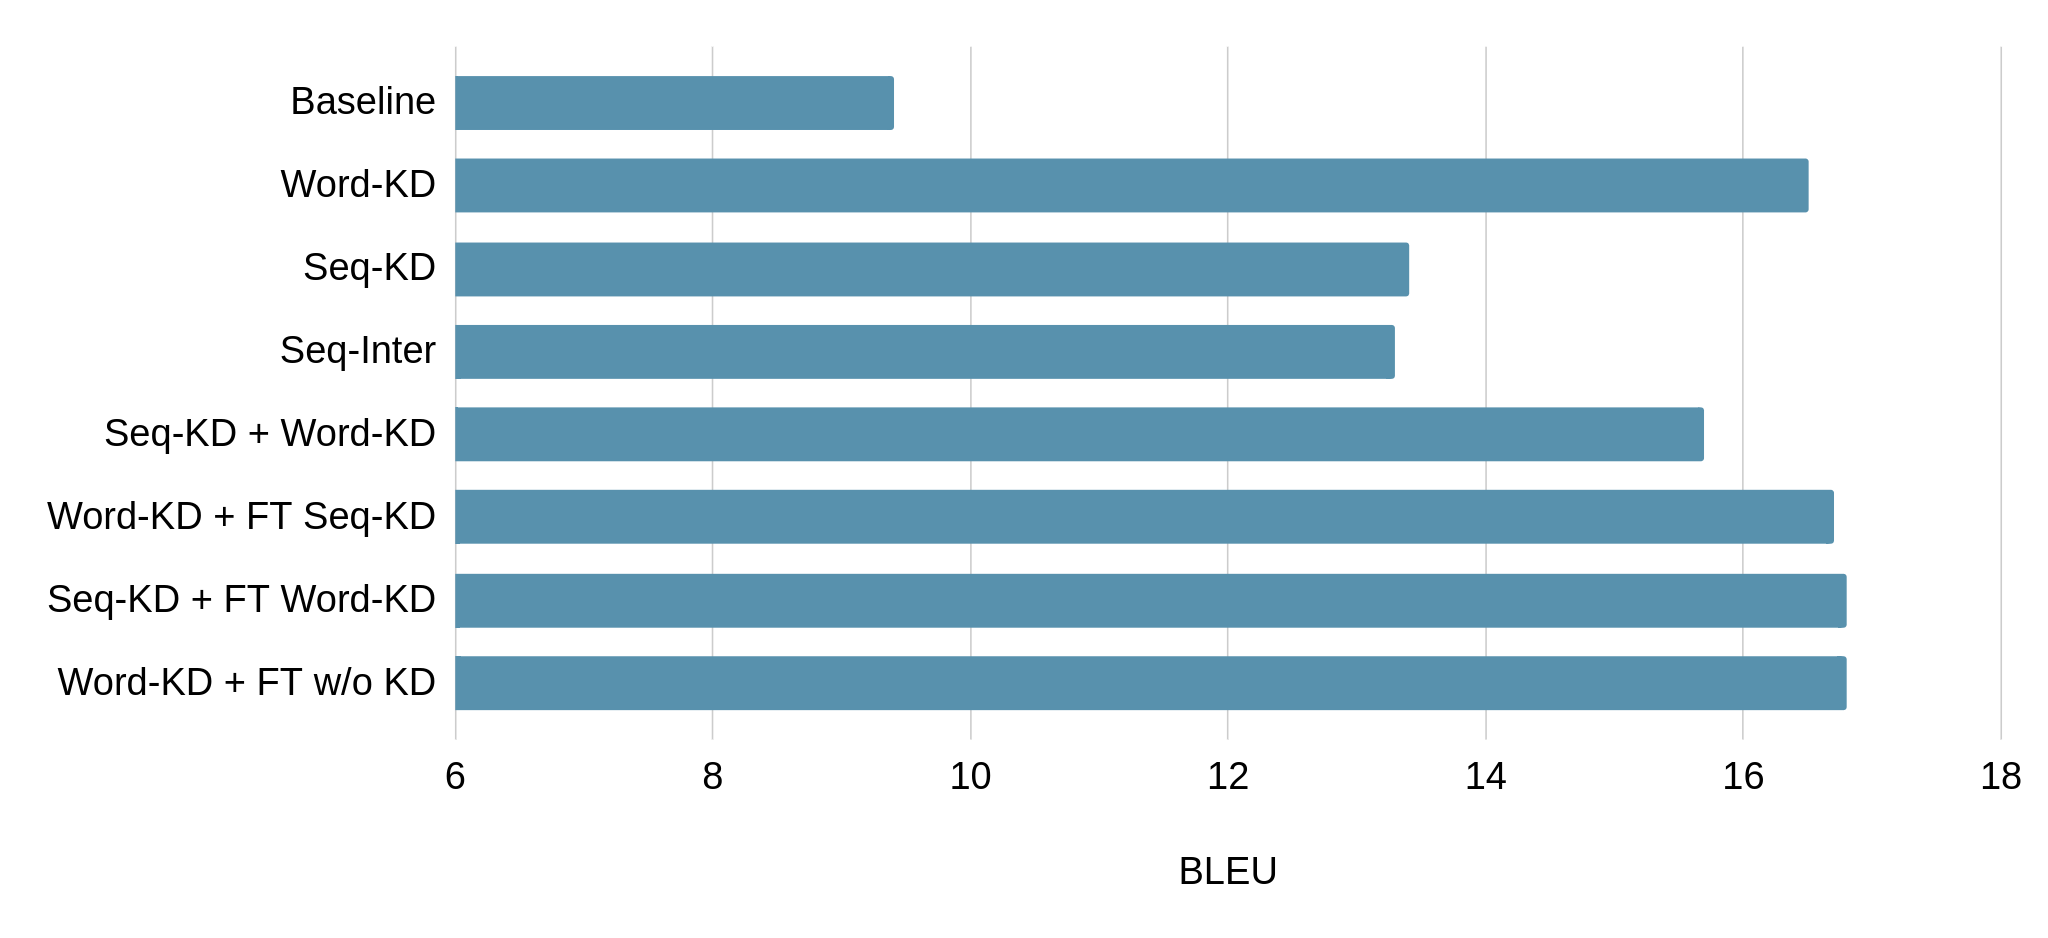 Baseline
Word-KD
Seq-KD
Seq-Inter
Seq-KD + Word-KD
Word-KD + FT Seq-KD
Seq-KD + FT Word-KD
Word-KD + FT w/o KD
6 8 10 12 14 16 18
BLEU